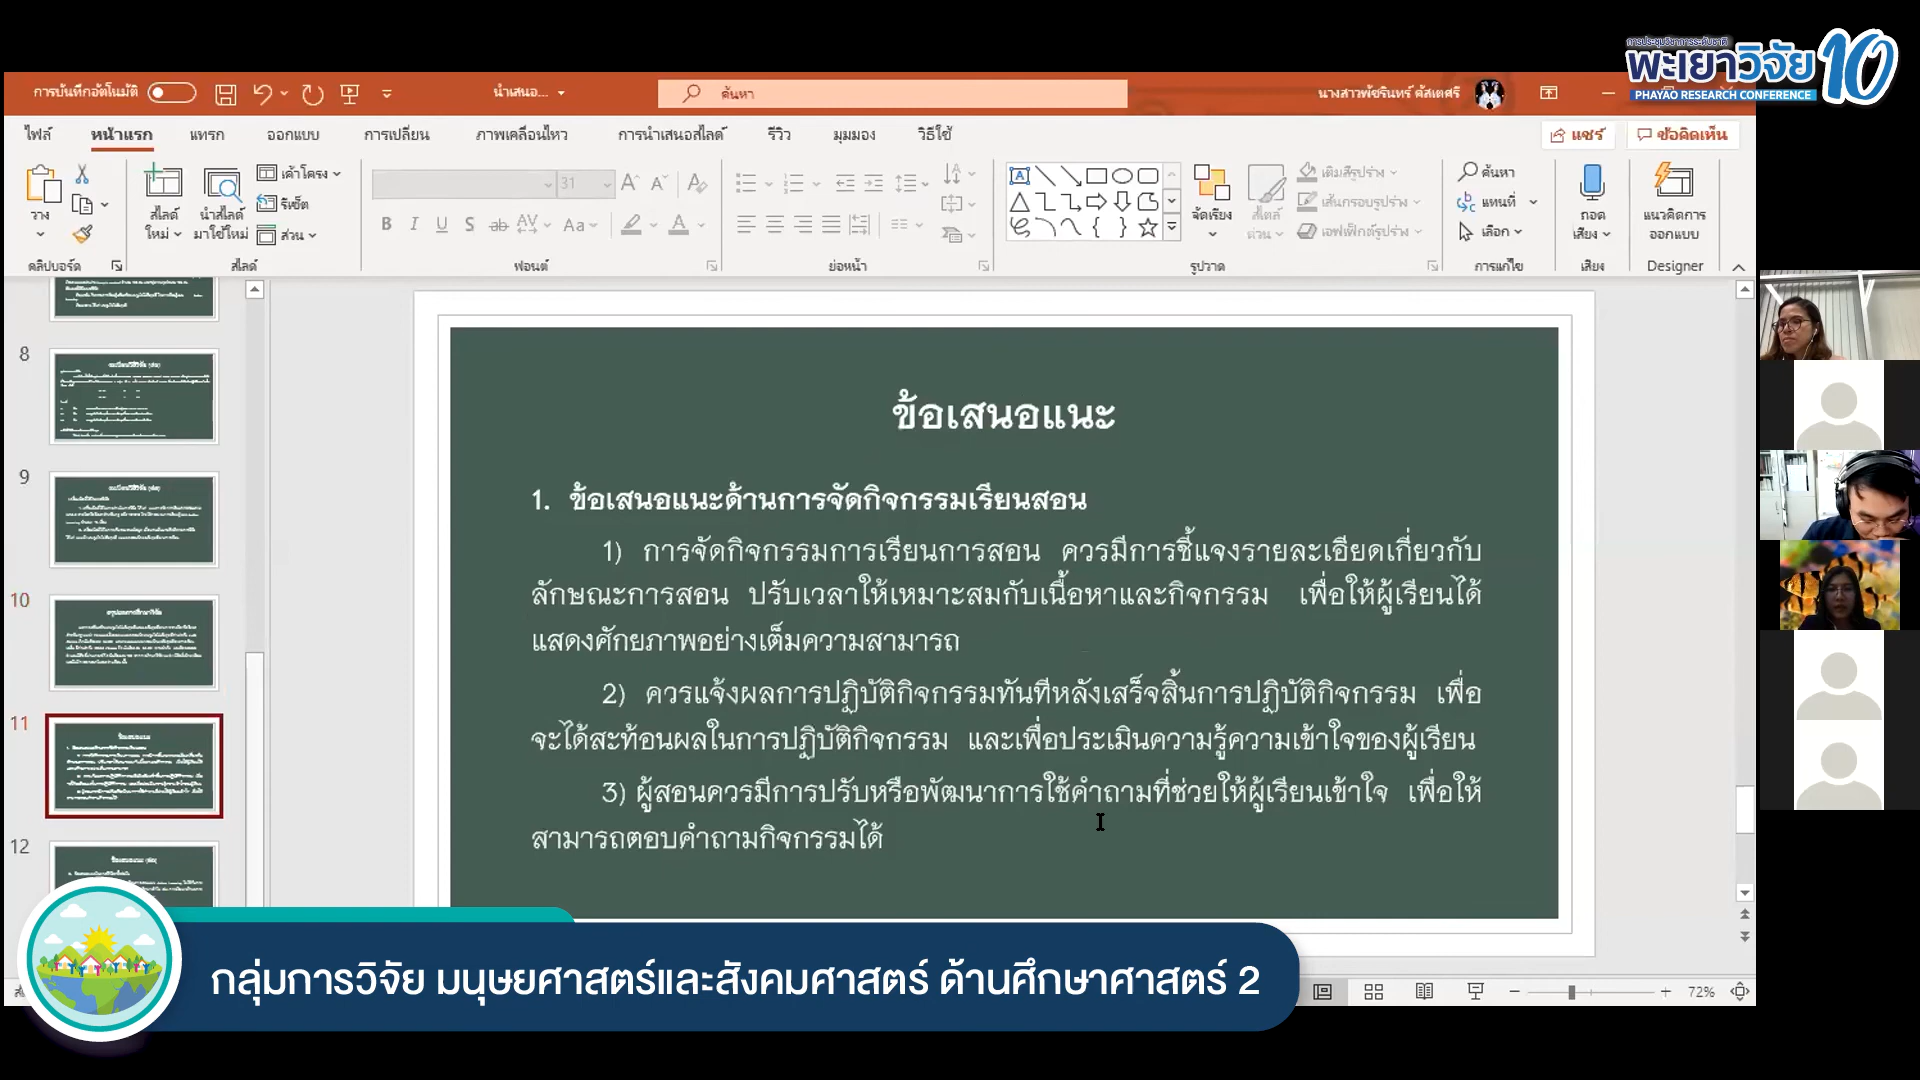 การประชุมวิชาการระดับชาติ
พะเยาวิจัย 10
PHAYAO RESEARCH CONFERENCE
การบันทึกอัตโนมัติ
นำเสนอ...
ค้นหา
นางสาวพัชรินทร์ ตัสเตศรี
ไฟล์ หน้าแรก แทรก ออกแบบ การเปลี่ยน ภาพเคลื่อนไหว การนำเสนอสไลด์ รีวิว มุมมอง วิธีใช้
แชร์
ข้อคิดเห็น
วาง
คลิปบอร์ด
สไลด์
ใหม่
นำสไลด์
มาใช้ใหม่
เค้าโครง
รีเซ็ต
ส่วน
สไลด์
31
ฟอนต์
ย่อหน้า
จัดเรียง
สไตล์
ด่วน
เติมสีรูปร่าง
เส้นกรอบรูปร่าง
เอฟเฟ็กต์รูปร่าง
รูปวาด
ค้นหา
แทนที่
เลือก
การแก้ไข
ถอด
เสียง
เสียง
แนวคิดการ
ออกแบบ
Designer
8
9
10
11
12
ข้อเสนอแนะ
1. ข้อเสนอแนะด้านการจัดกิจกรรมเรียนสอน
1) การจัดกิจกรรมการเรียนการสอน ควรมีการชี้แจงรายละเอียดเกี่ยวกับ
ลักษณะการสอน ปรับเวลาให้เหมาะสมกับเนื้อหาและกิจกรรม เพื่อให้ผู้เรียนได้
แสดงศักยภาพอย่างเต็มความสามารถ
2) ควรแจ้งผลการปฏิบัติกิจกรรมทันทีหลังเสร็จสิ้นการปฏิบัติกิจกรรม เพื่อ
จะได้สะท้อนผลในการปฏิบัติกิจกรรม และเพื่อประเมินความรู้ความเข้าใจของผู้เรียน
3) ผู้สอนควรมีการปรับหรือพัฒนาการใช้คำถามที่ช่วยให้ผู้เรียนเข้าใจ เพื่อให้
สามารถตอบคำถามกิจกรรมได้
กลุ่มการวิจัย มนุษยศาสตร์และสังคมศาสตร์ ด้านศึกษาศาสตร์ 2
72%